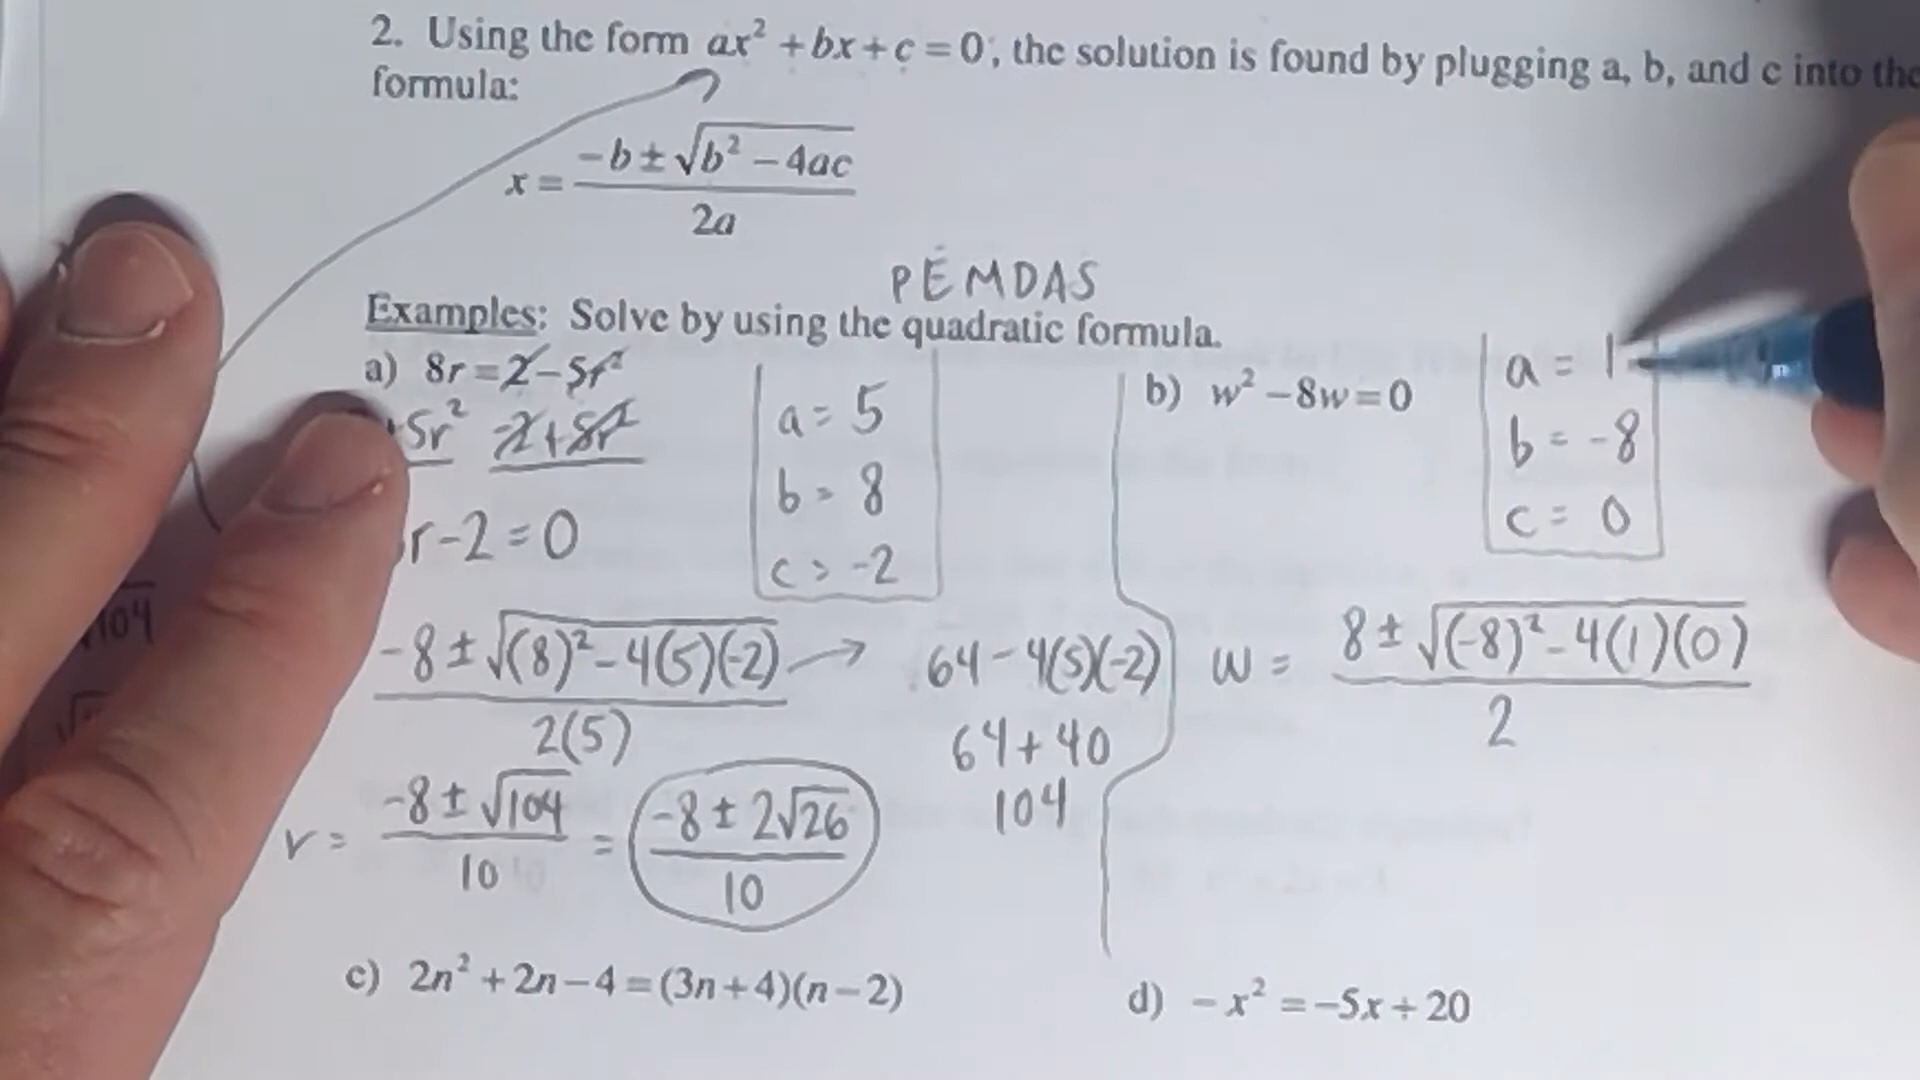 2. Using the form ax² + bx + c = 0, the solution is found by plugging a, b, and c into the
formula:
x = (-b ± √(b² - 4ac)) / 2a
PEMDAS
Examples: Solve by using the quadratic formula.
a) 8r = 2 - 5r²
+5r² -2 + 5r²
r - 2 = 0
a = 5
b = 8
c = -2
-8 ± √((8)² - 4(5)(-2)) / 2(5) →
64 - 4(5)(-2)
64 + 40
104
r = (-8 ± √104) / 10 = (-8 ± 2√26) / 10
√104
b) w² - 8w = 0
a = 1
b = -8
c = 0
w = (8 ± √((-8)² - 4(1)(0))) / 2
c) 2n² + 2n - 4 = (3n + 4)(n - 2)
d) -x² = -5x + 20